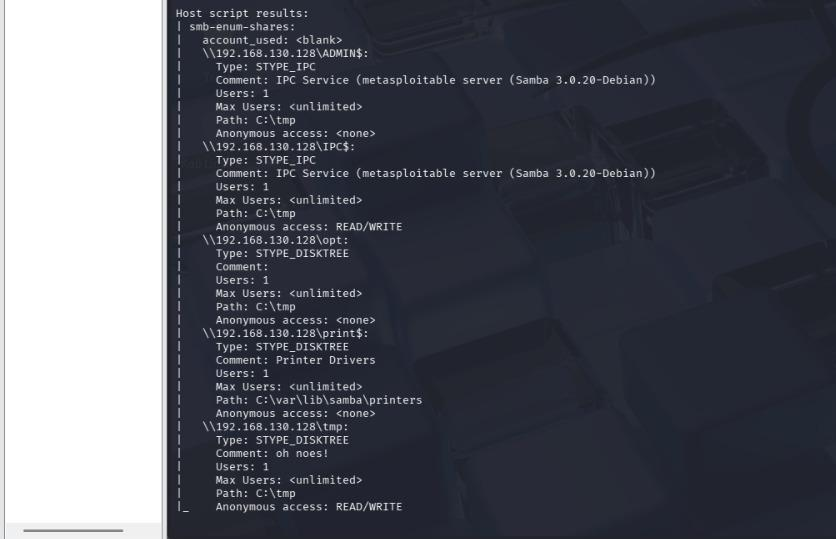 Host script results:
| smb-enum-shares:
|   account_used: <blank>
|   \\192.168.130.128\ADMIN$:
|     Type: STYPE_IPC
|     Comment: IPC Service (metasploitable server (Samba 3.0.20-Debian))
|     Users: 1
|     Max Users: <unlimited>
|     Path: C:\tmp
|     Anonymous access: <none>
|   \\192.168.130.128\IPC$:
|     Type: STYPE_IPC
|     Comment: IPC Service (metasploitable server (Samba 3.0.20-Debian))
|     Users: 1
|     Max Users: <unlimited>
|     Path: C:\tmp
|     Anonymous access: READ/WRITE
|   \\192.168.130.128\opt:
|     Type: STYPE_DISKTREE
|     Comment:
|     Users: 1
|     Max Users: <unlimited>
|     Path: C:\tmp
|     Anonymous access: <none>
|   \\192.168.130.128\print$:
|     Type: STYPE_DISKTREE
|     Comment: Printer Drivers
|     Users: 1
|     Max Users: <unlimited>
|     Path: C:\var\lib\samba\printers
|     Anonymous access: <none>
|   \\192.168.130.128\tmp:
|     Type: STYPE_DISKTREE
|     Comment: oh noes!
|     Users: 1
|     Max Users: <unlimited>
|     Path: C:\tmp
|_    Anonymous access: READ/WRITE